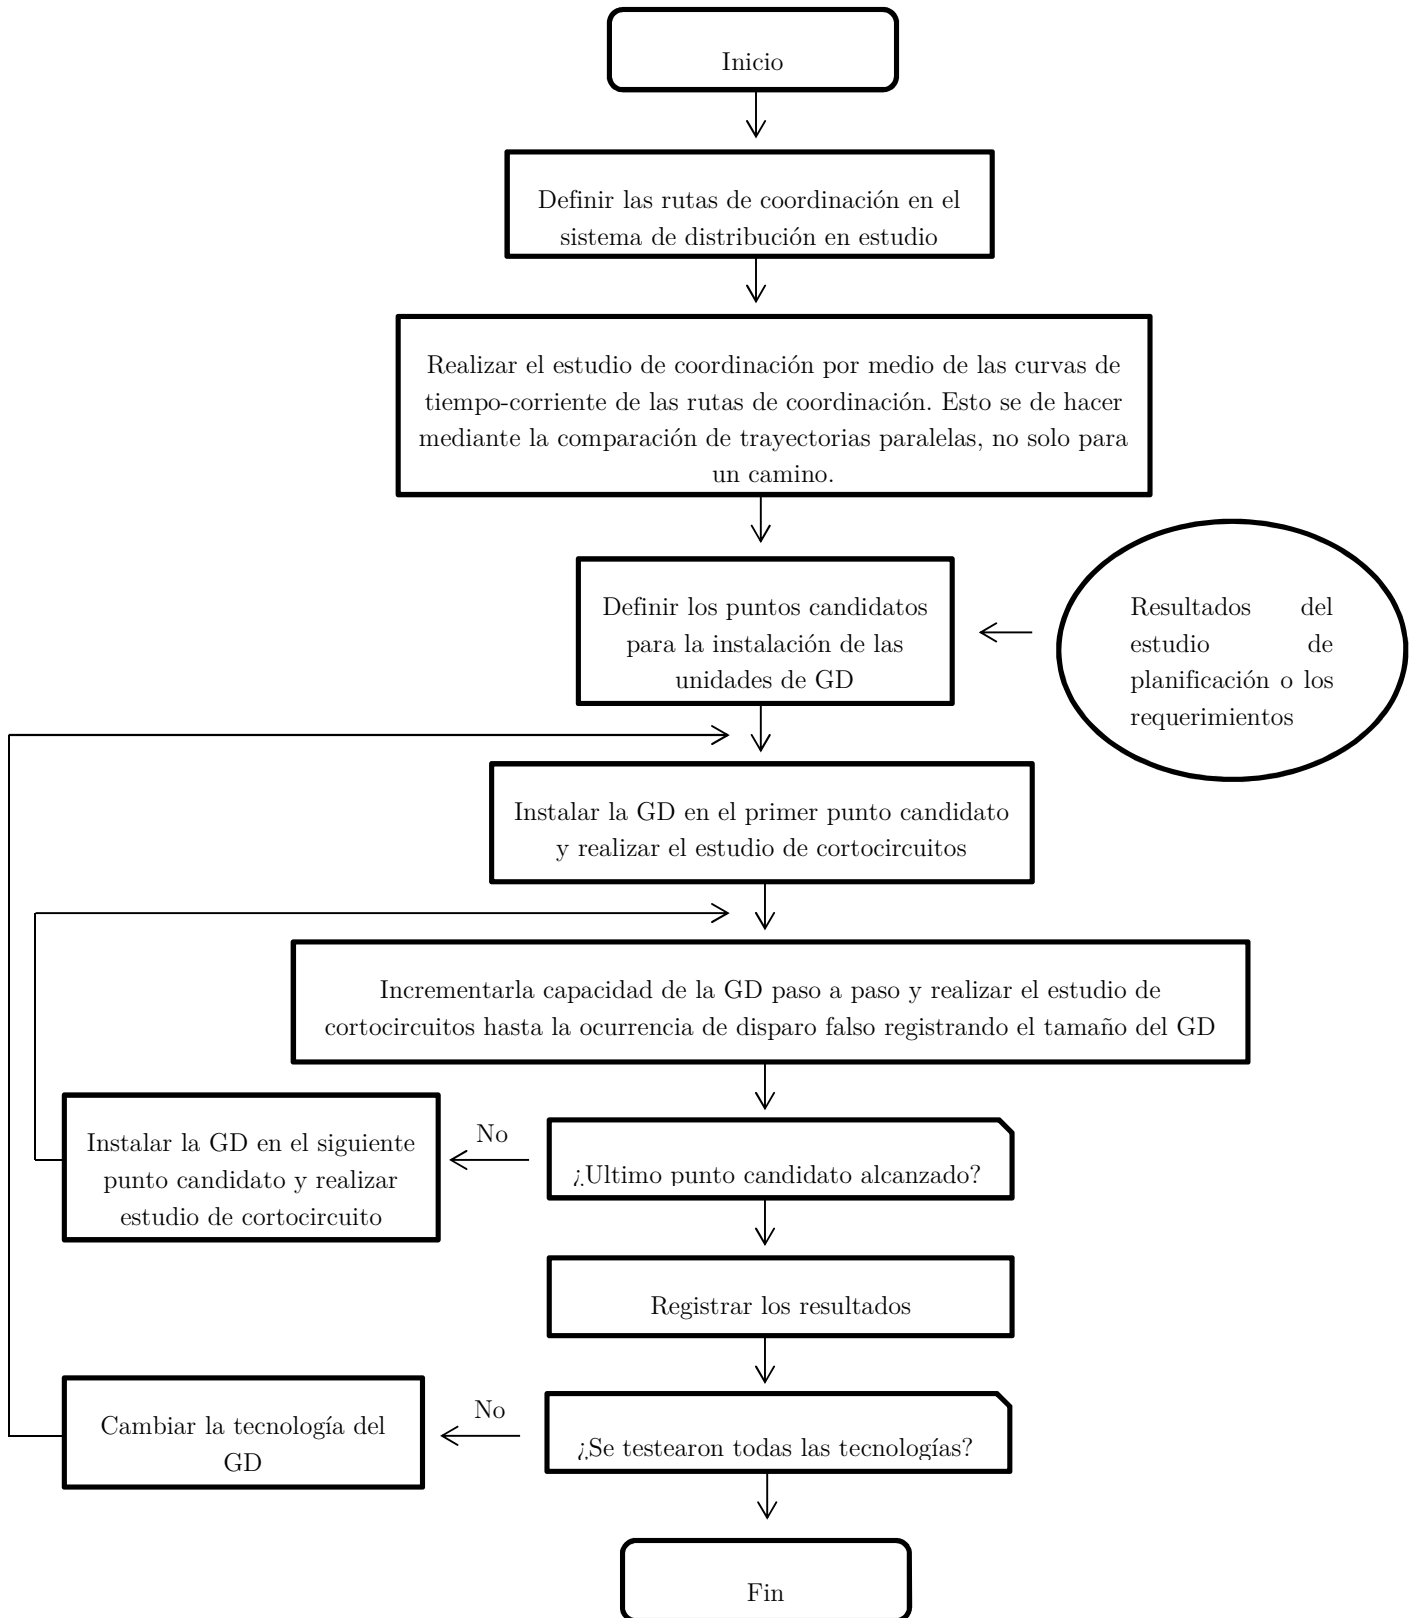 Inicio
Definir las rutas de coordinación en el
sistema de distribución en estudio
Realizar el estudio de coordinación por medio de las curvas de
tiempo-corriente de las rutas de coordinación. Esto se de hacer
mediante la comparación de trayectorias paralelas, no solo para
un camino.
Definir los puntos candidatos
para la instalación de las
unidades de GD
Resultados del
estudio de
planificación o los
requerimientos
Instalar la GD en el primer punto candidato
y realizar el estudio de cortocircuitos
Incrementarla capacidad de la GD paso a paso y realizar el estudio de
cortocircuitos hasta la ocurrencia de disparo falso registrando el tamaño del GD
¿Ultimo punto candidato alcanzado?
No
Instalar la GD en el siguiente
punto candidato y realizar
estudio de cortocircuito
Registrar los resultados
¿Se testearon todas las tecnologías?
No
Cambiar la tecnología del
GD
Fin